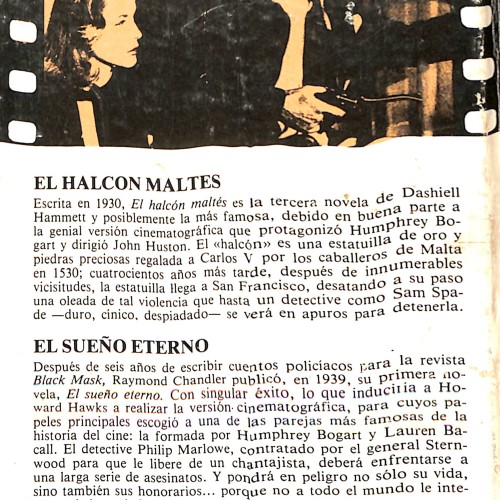 EL HALCON MALTES
Escrita en 1930, El halcón maltés es la tercera novela de Dashiell
Hammett y posiblemente la más famosa, debido en buena parte a
la genial versión cinematográfica que protagonizó Humphrey Bo-
gart y dirigió John Huston. El «halcón» es una estatuilla de oro y
piedras preciosas regalada a Carlos V por los caballeros de Malta
en 1530; cuatrocientos años más tarde, después de innumerables
vicisitudes, la estatuilla llega a San Francisco, desatando a su paso
una oleada de tal violencia que hasta un detective como Sam Spa-
de —duro, cínico, despiadado— se verá en apuros para detenerla.
EL SUEÑO ETERNO
Después de seis años de escribir cuentos policíacos para la revista
Black Mask, Raymond Chandler publicó, en 1939, su primera no-
vela, El sueño eterno. Con singular éxito, lo que induciría a Ho-
ward Hawks a realizar la versión cinematográfica, para cuyos pa-
peles principales escogió a una de las parejas más famosas de la
historia del cine: la formada por Humphrey Bogart y Lauren Ba-
call. El detective Philip Marlowe, contratado por el general Stern-
wood para que le libere de un chantajista, deberá enfrentarse a
una larga serie de asesinatos. Y pondrá en peligro no sólo su vida,
sino también sus honorarios... porque no a todo el mundo le inte-